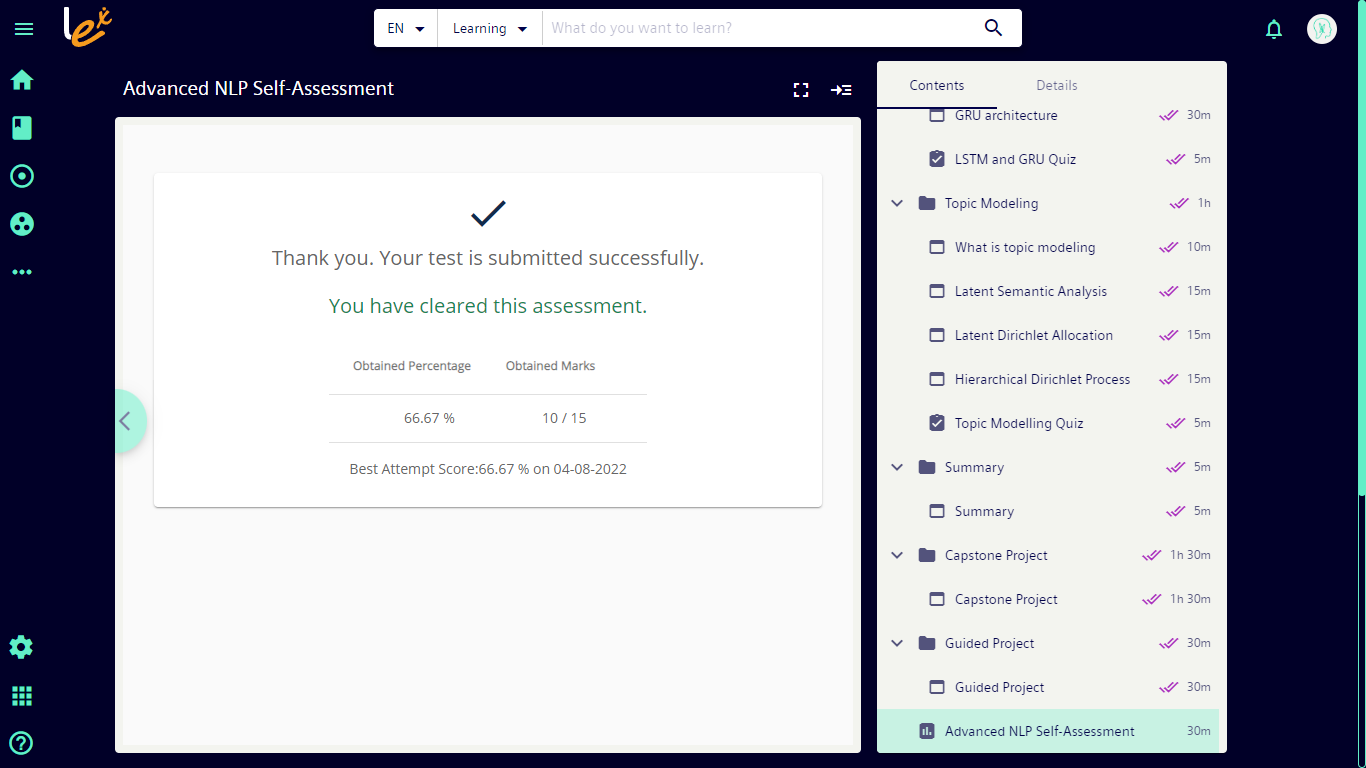 Lex
EN
Learning
What do you want to learn?
Advanced NLP Self-Assessment
Thank you. Your test is submitted successfully.
You have cleared this assessment.
Obtained Percentage Obtained Marks
66.67 % 10 / 15
Best Attempt Score:66.67 % on 04-08-2022
Contents Details
GRU architecture 30m
LSTM and GRU Quiz 5m
Topic Modeling 1h
What is topic modeling 10m
Latent Semantic Analysis 15m
Latent Dirichlet Allocation 15m
Hierarchical Dirichlet Process 15m
Topic Modelling Quiz 5m
Summary 5m
Summary 5m
Capstone Project 1h 30m
Capstone Project 1h 30m
Guided Project 30m
Guided Project 30m
Advanced NLP Self-Assessment 30m